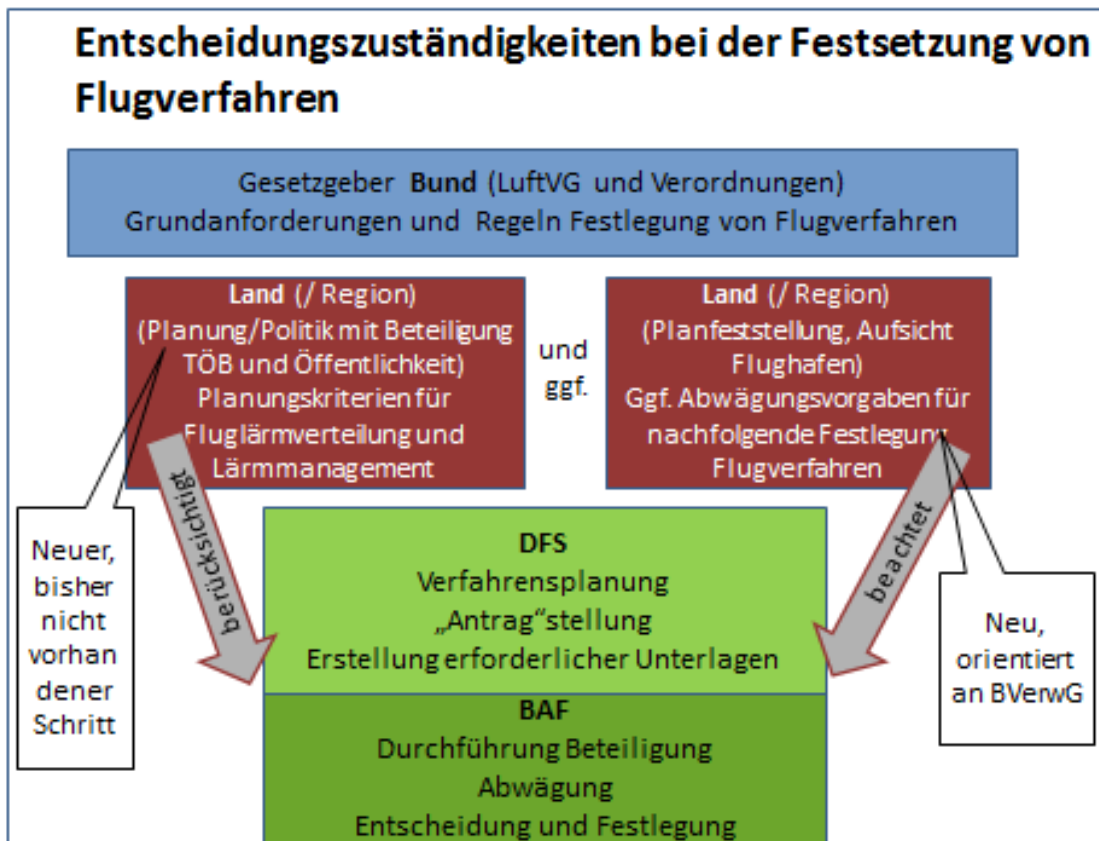 Entscheidungszuständigkeiten bei der Festsetzung von
Flugverfahren
Gesetzgeber Bund (LuftVG und Verordnungen)
Grundanforderungen und Regeln Festlegung von Flugverfahren
Land (/ Region)
(Planung/Politik mit Beteiligung
TÖB und Öffentlichkeit)
Planungskriterien für
Fluglärmverteilung und
Lärmmanagement
und
ggf.
Land (/ Region)
(Planfeststellung, Aufsicht
Flughafen)
Ggf. Abwägungsvorgaben für
nachfolgende Festlegung
Flugverfahren
berücksichtigt
beachtet
Neuer,
bisher
nicht
vorhan
dener
Schritt
DFS
Verfahrensplanung
„Antrag“stellung
Erstellung erforderlicher Unterlagen
Neu,
orientiert
an BVerwG
BAF
Durchführung Beteiligung
Abwägung
Entscheidung und Festlegung